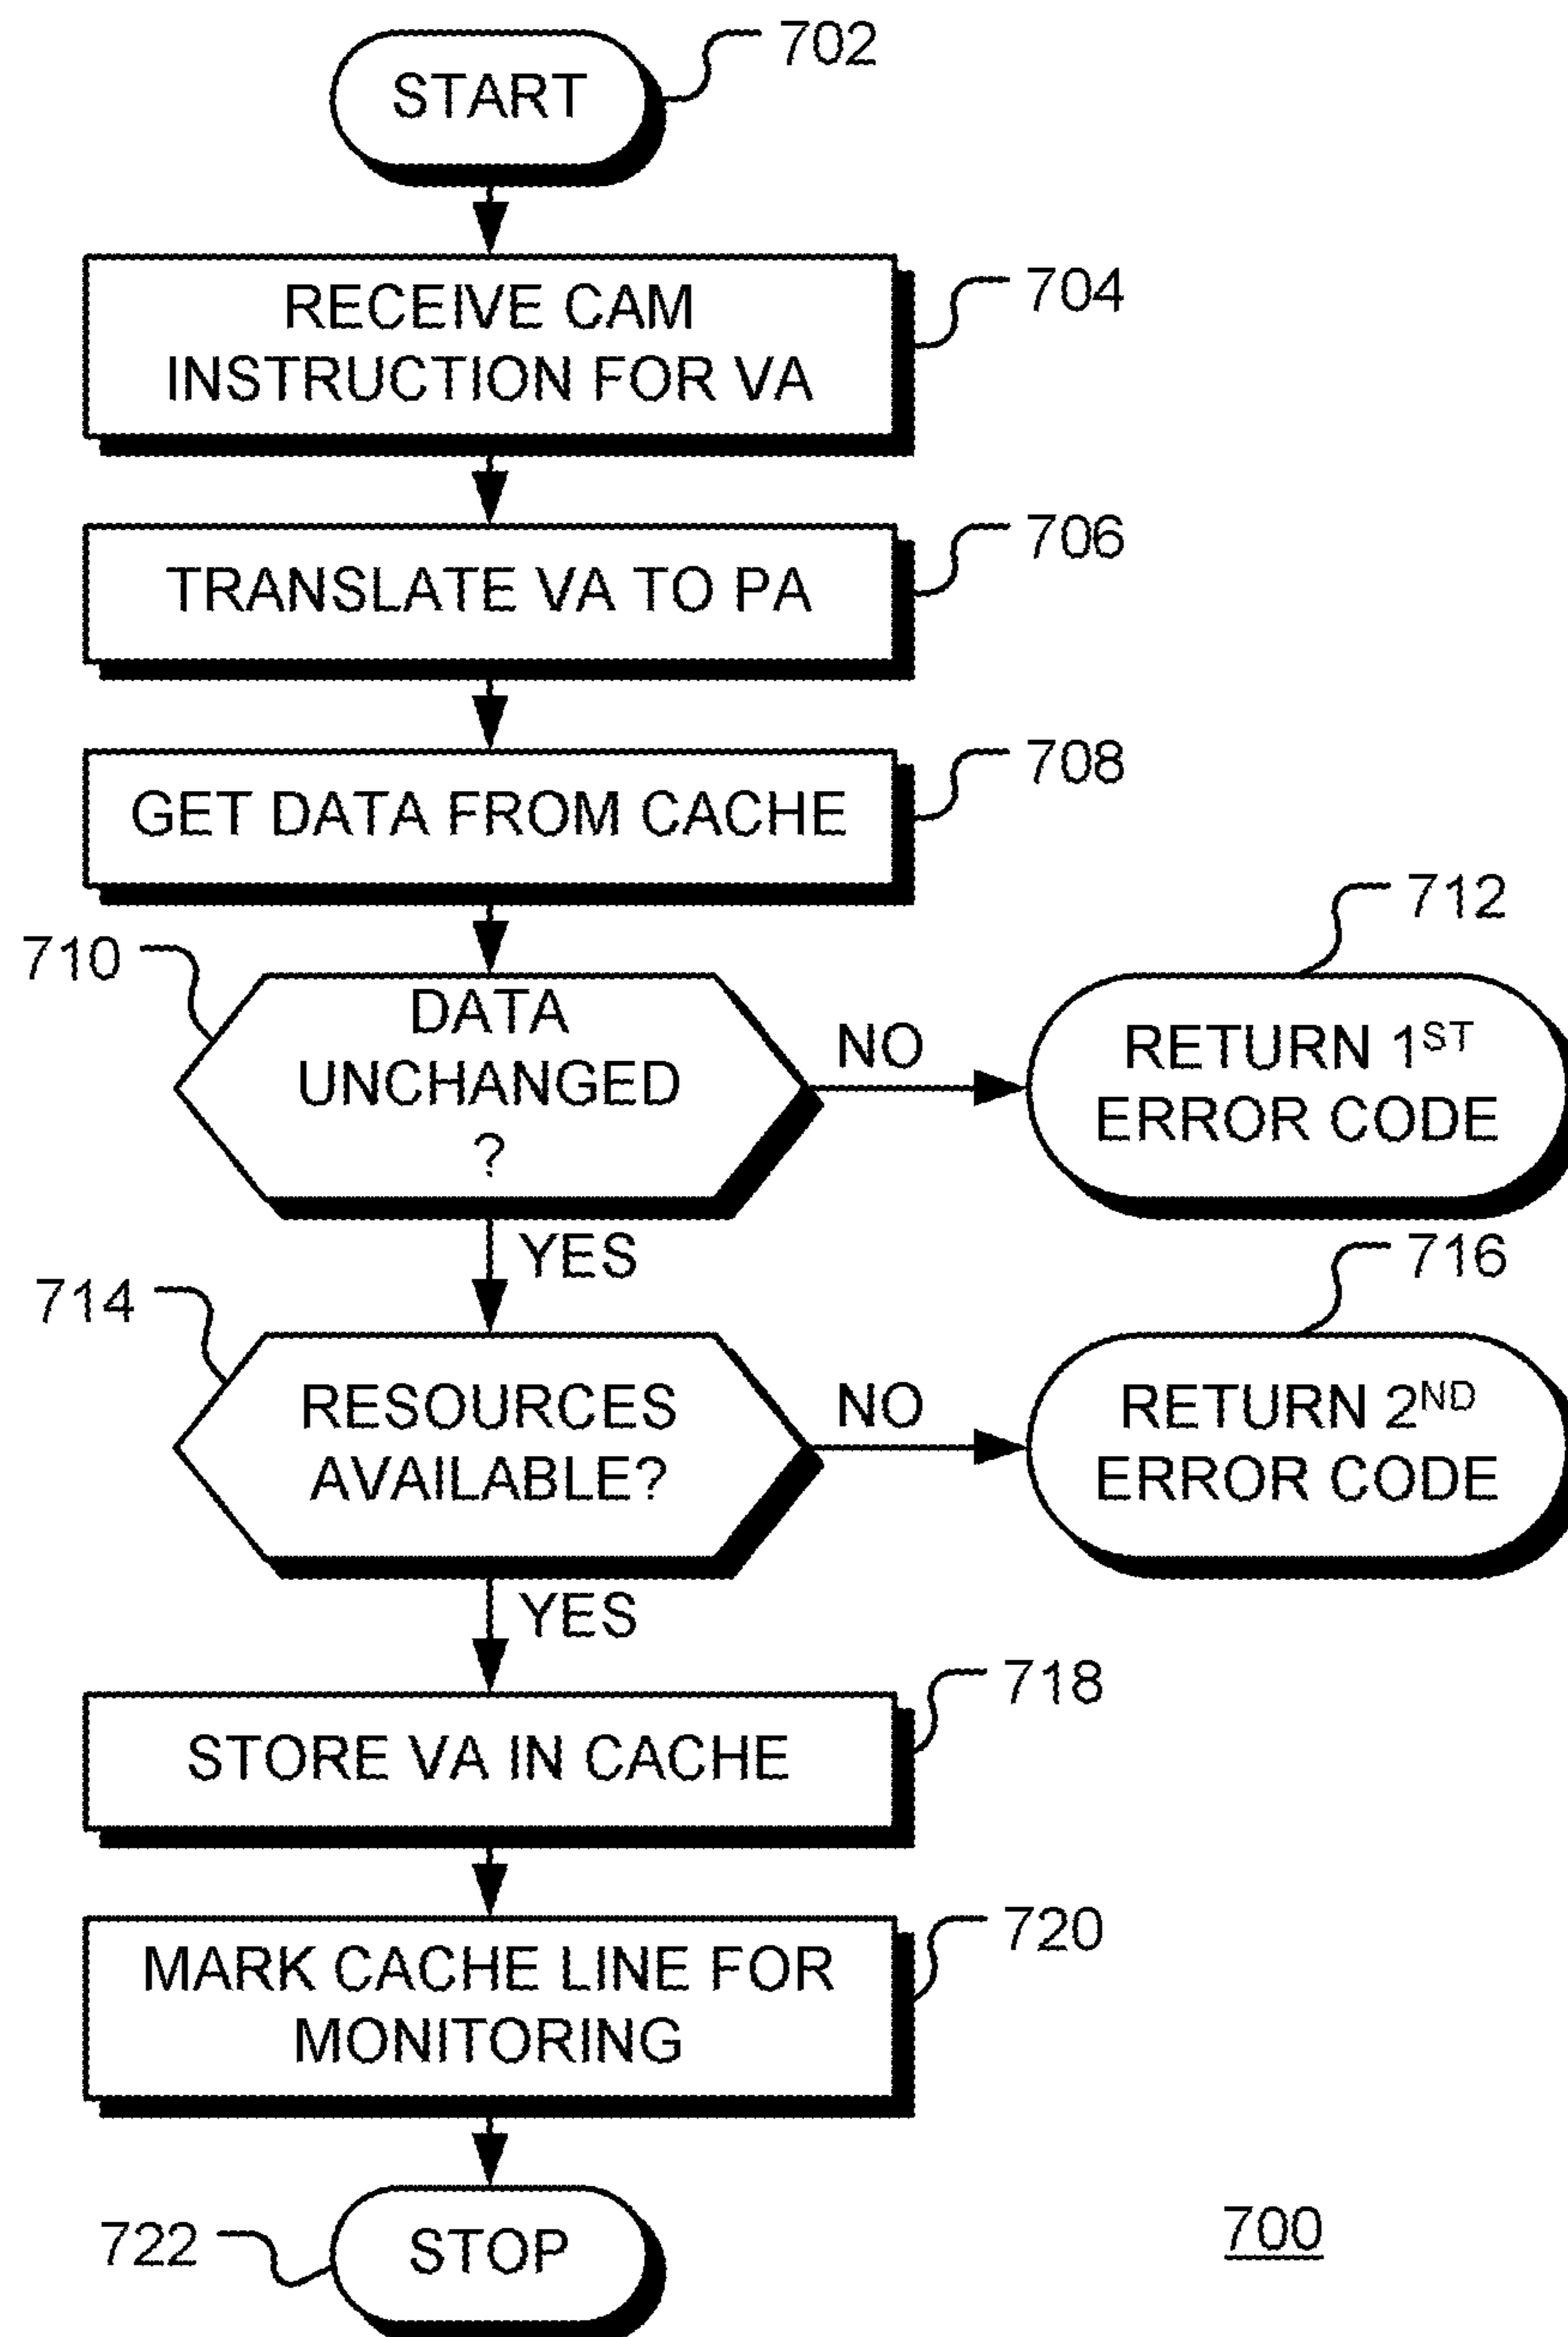 START
702
RECEIVE CAM
INSTRUCTION FOR VA
704
TRANSLATE VA TO PA
706
GET DATA FROM CACHE
708
710
DATA
UNCHANGED
?
NO
712
RETURN 1ST
ERROR CODE
YES
714
RESOURCES
AVAILABLE?
NO
716
RETURN 2ND
ERROR CODE
YES
STORE VA IN CACHE
718
MARK CACHE LINE FOR
MONITORING
720
722
STOP
700